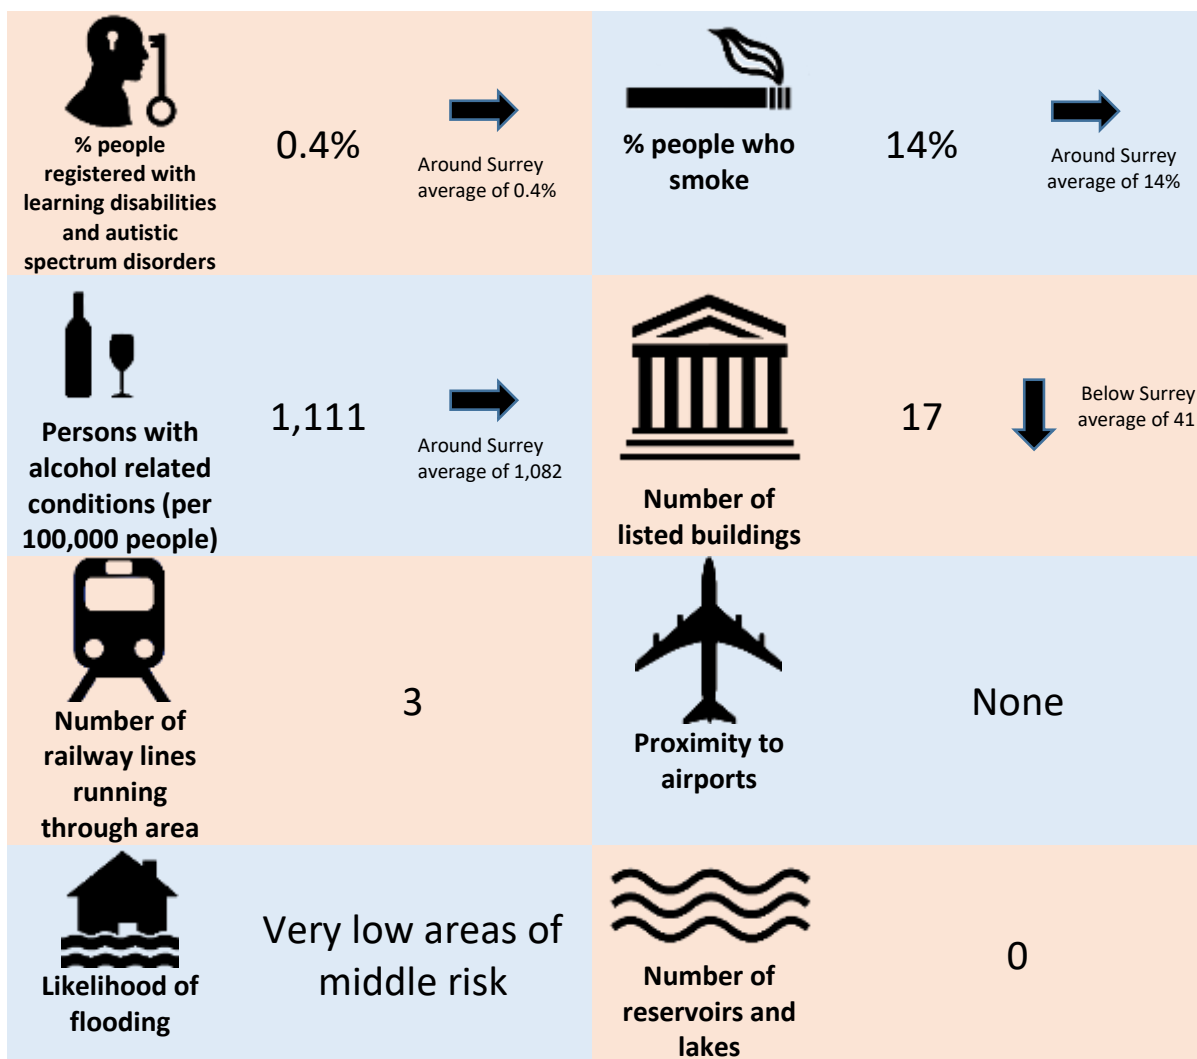 % people
registered with
learning disabilities
and autistic
spectrum disorders
0.4%
Around Surrey
average of 0.4%
% people who
smoke
14%
Around Surrey
average of 14%
Persons with
alcohol related
conditions (per
100,000 people)
1,111
Around Surrey
average of 1,082
Number of
listed buildings
17
Below Surrey
average of 41
Number of
railway lines
running
through area
3
Proximity to
airports
None
Likelihood of
flooding
Very low areas of
middle risk
Number of
reservoirs and
lakes
0